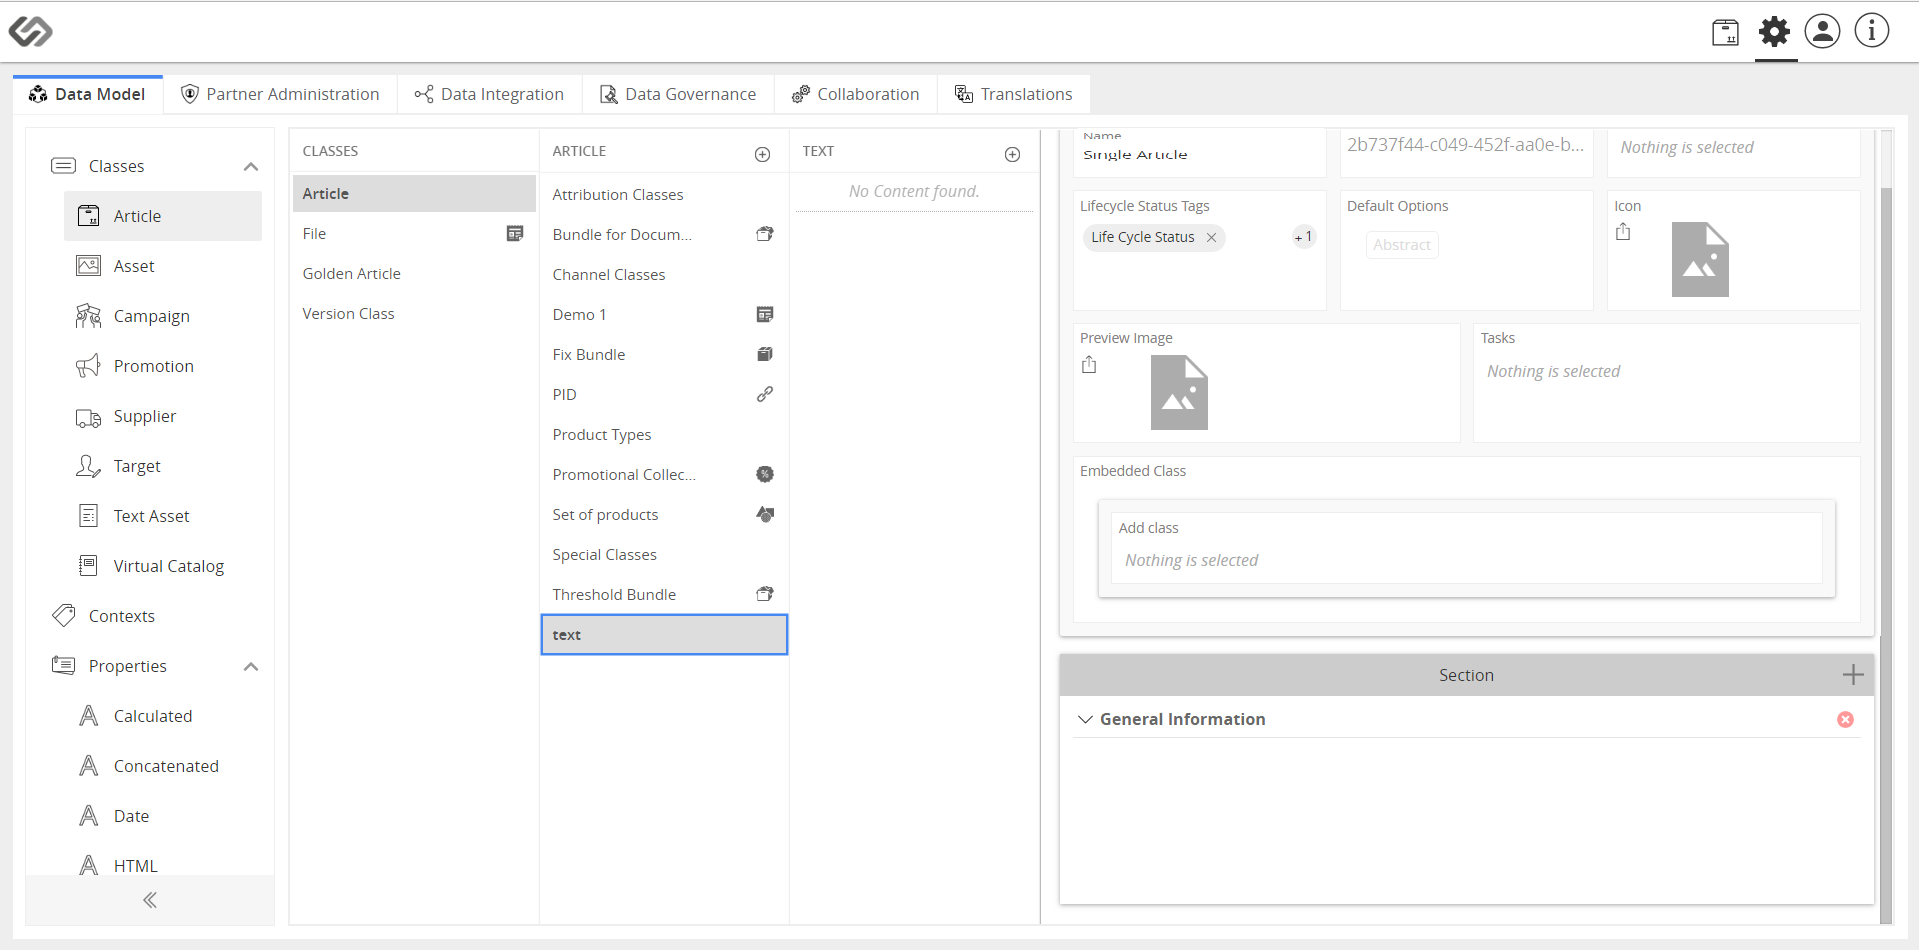 Data Model
Partner Administration
Data Integration
Data Governance
Collaboration
Translations
Classes
Article
Asset
Campaign
Promotion
Supplier
Target
Text Asset
Virtual Catalog
Contexts
Properties
Calculated
Concatenated
Date
HTML
CLASSES
Article
File
Golden Article
Version Class
ARTICLE
Attribution Classes
Bundle for Docum...
Channel Classes
Demo 1
Fix Bundle
PID
Product Types
Promotional Collec...
Set of products
Special Classes
Threshold Bundle
text
TEXT
No Content found.
Name
Single Article
2b737f44-c049-452f-aa0e-b...
Nothing is selected
Lifecycle Status Tags
Life Cycle Status
+ 1
Default Options
Abstract
Icon
Preview Image
Tasks
Nothing is selected
Embedded Class
Add class
Nothing is selected
Section
General Information